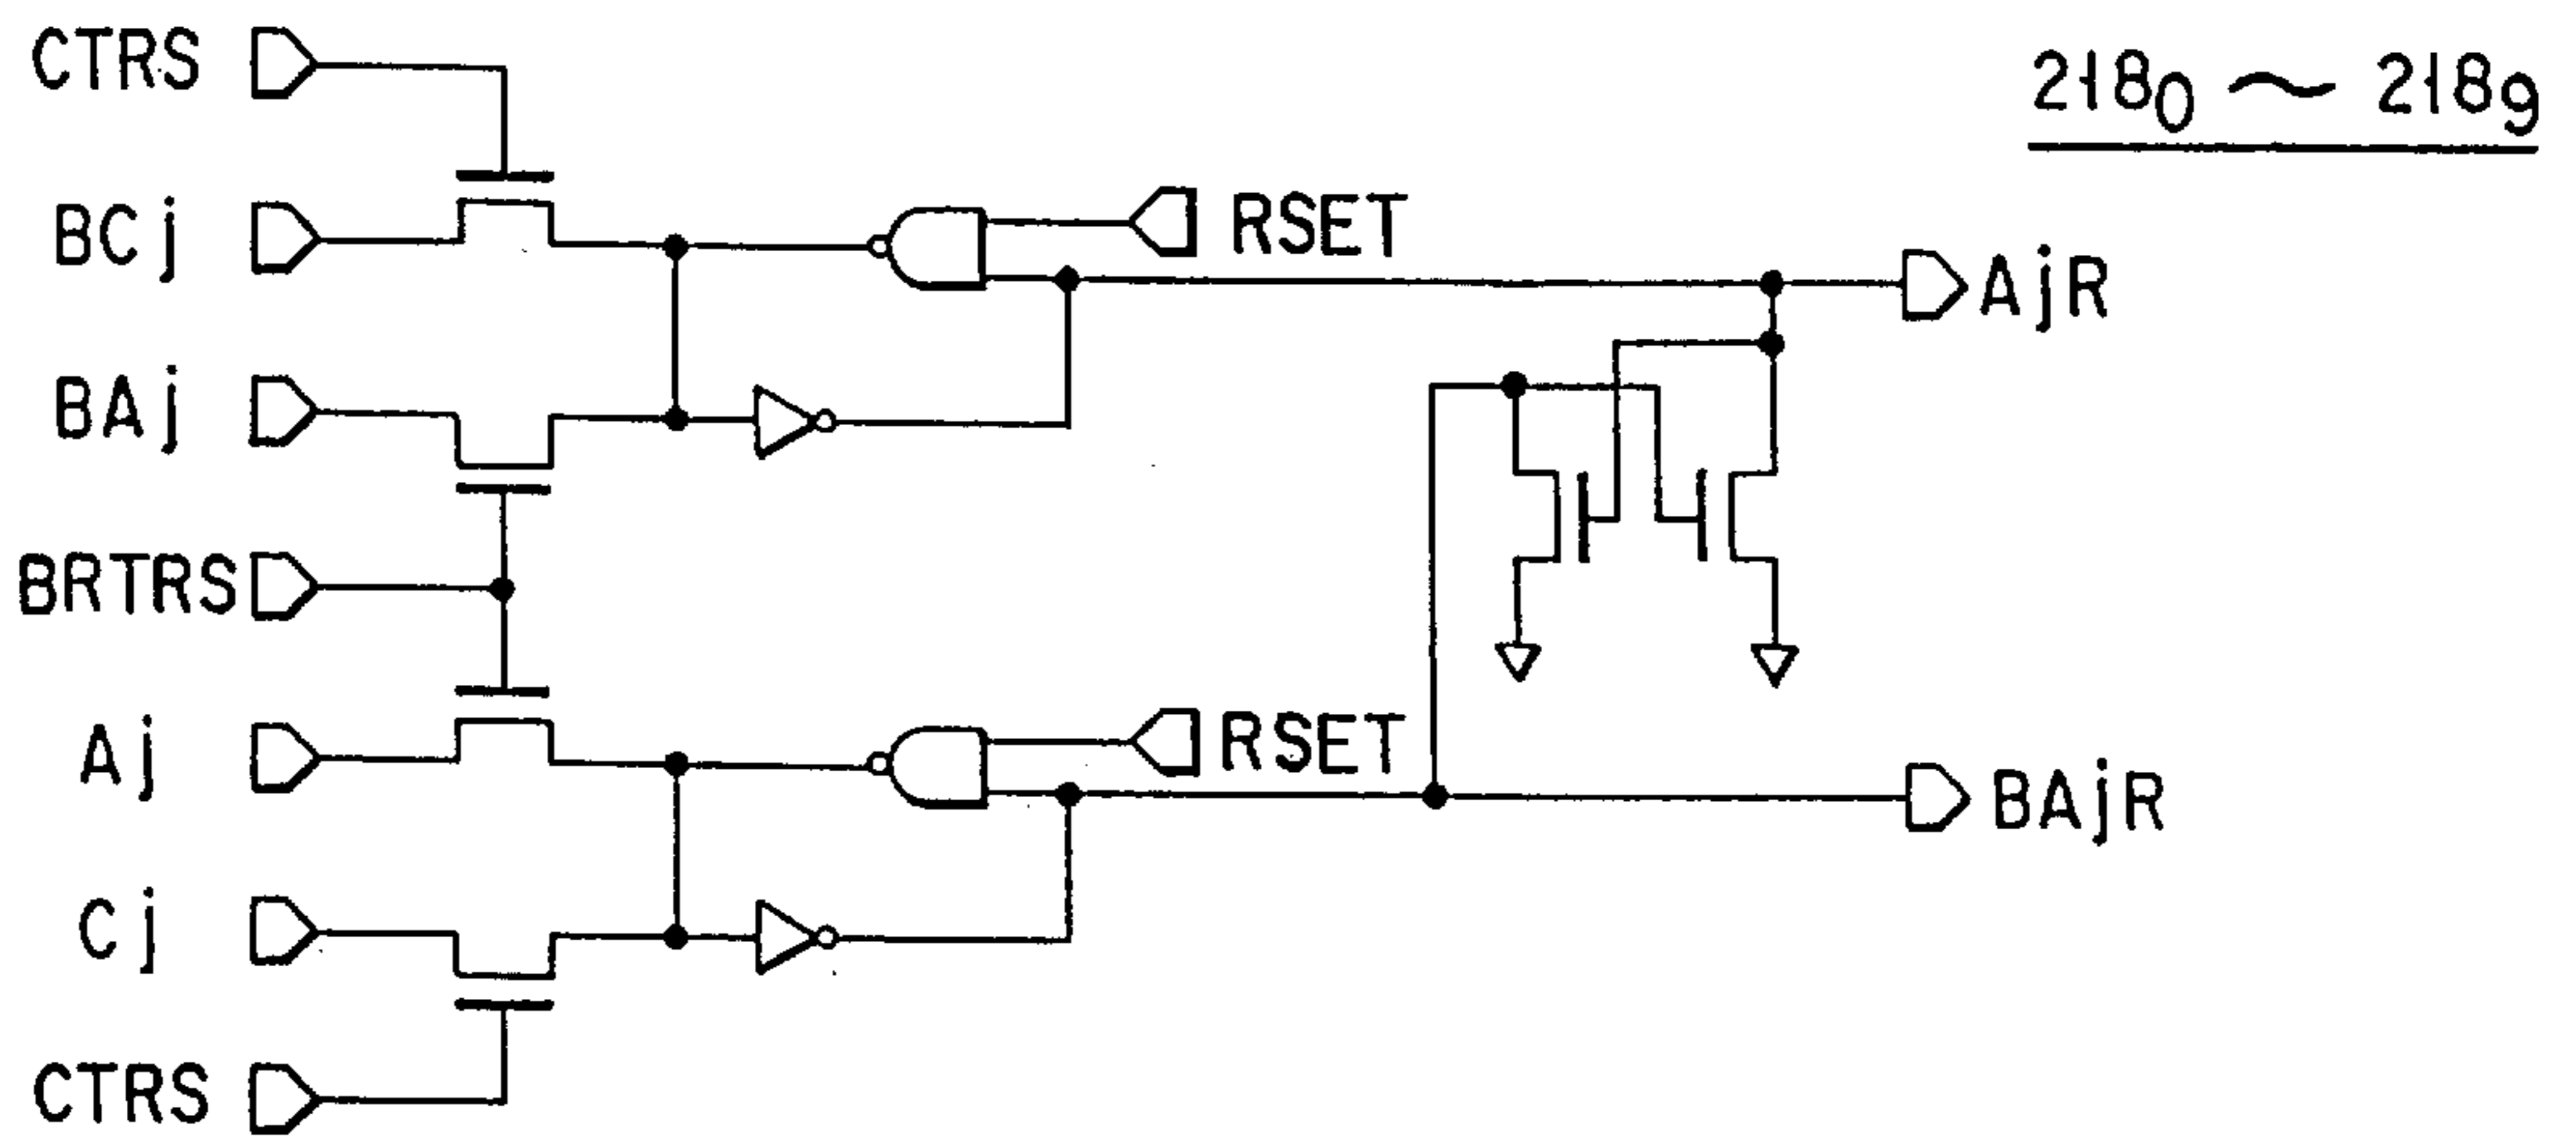 CTRS
218₀ ~ 218₉
BCj
RSET
AjR
BAj
BRTRS
Aj
RSET
BAjR
Cj
CTRS